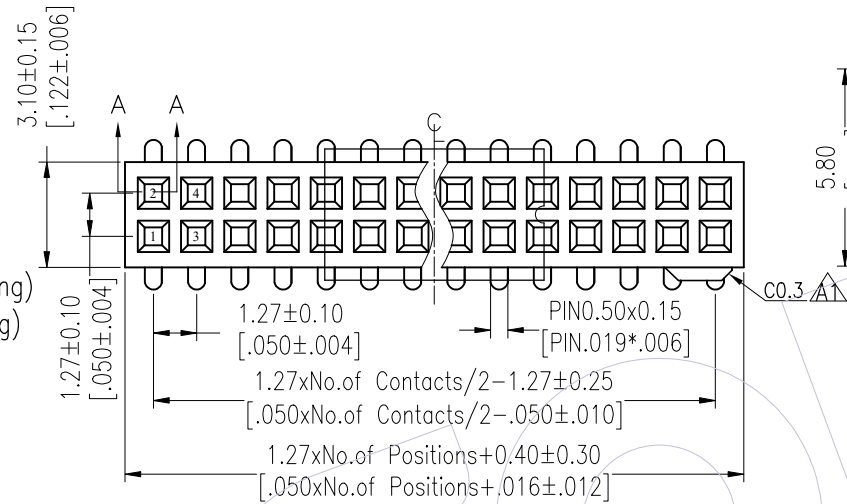 3.10±0.15
[.122±.006]
A A
C
L
5.80
2 4
1 3
ng)
g)
1.27±0.10
[.050±.004]
1.27±0.10
[.050±.004]
PIN0.50x0.15
[PIN.019*.006]
C0.3 A1
1.27xNo.of Contacts/2-1.27±0.25
[.050xNo.of Contacts/2-.050±.010]
1.27xNo.of Positions+0.40±0.30
[.050xNo.of Positions+.016±.012]